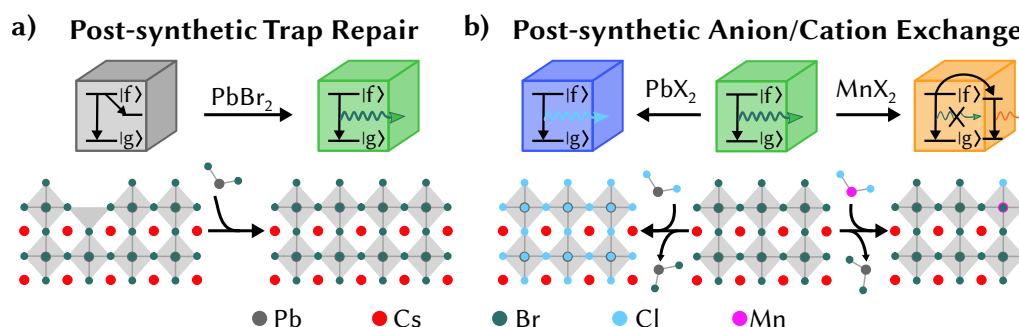 a) Post-synthetic Trap Repair
b) Post-synthetic Anion/Cation Exchange
|f⟩
|g⟩
PbBr₂
|f⟩
|g⟩
|f⟩
|g⟩
PbX₂
|f⟩
|g⟩
MnX₂
|f⟩
|g⟩
Pb Cs Br Cl Mn